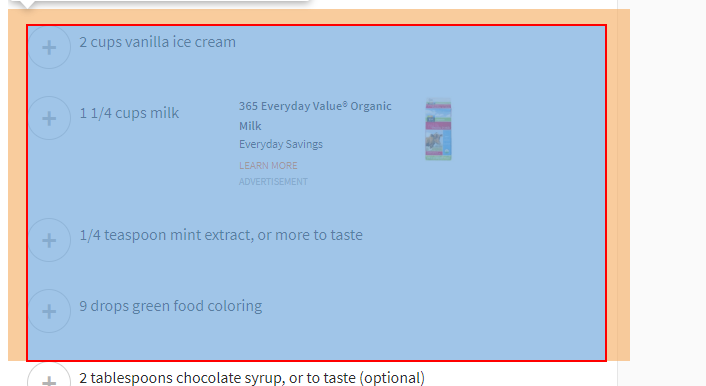 2 cups vanilla ice cream
1 1/4 cups milk
365 Everyday Value® Organic
Milk
Everyday Savings
LEARN MORE
ADVERTISEMENT
1/4 teaspoon mint extract, or more to taste
9 drops green food coloring
2 tablespoons chocolate syrup, or to taste (optional)